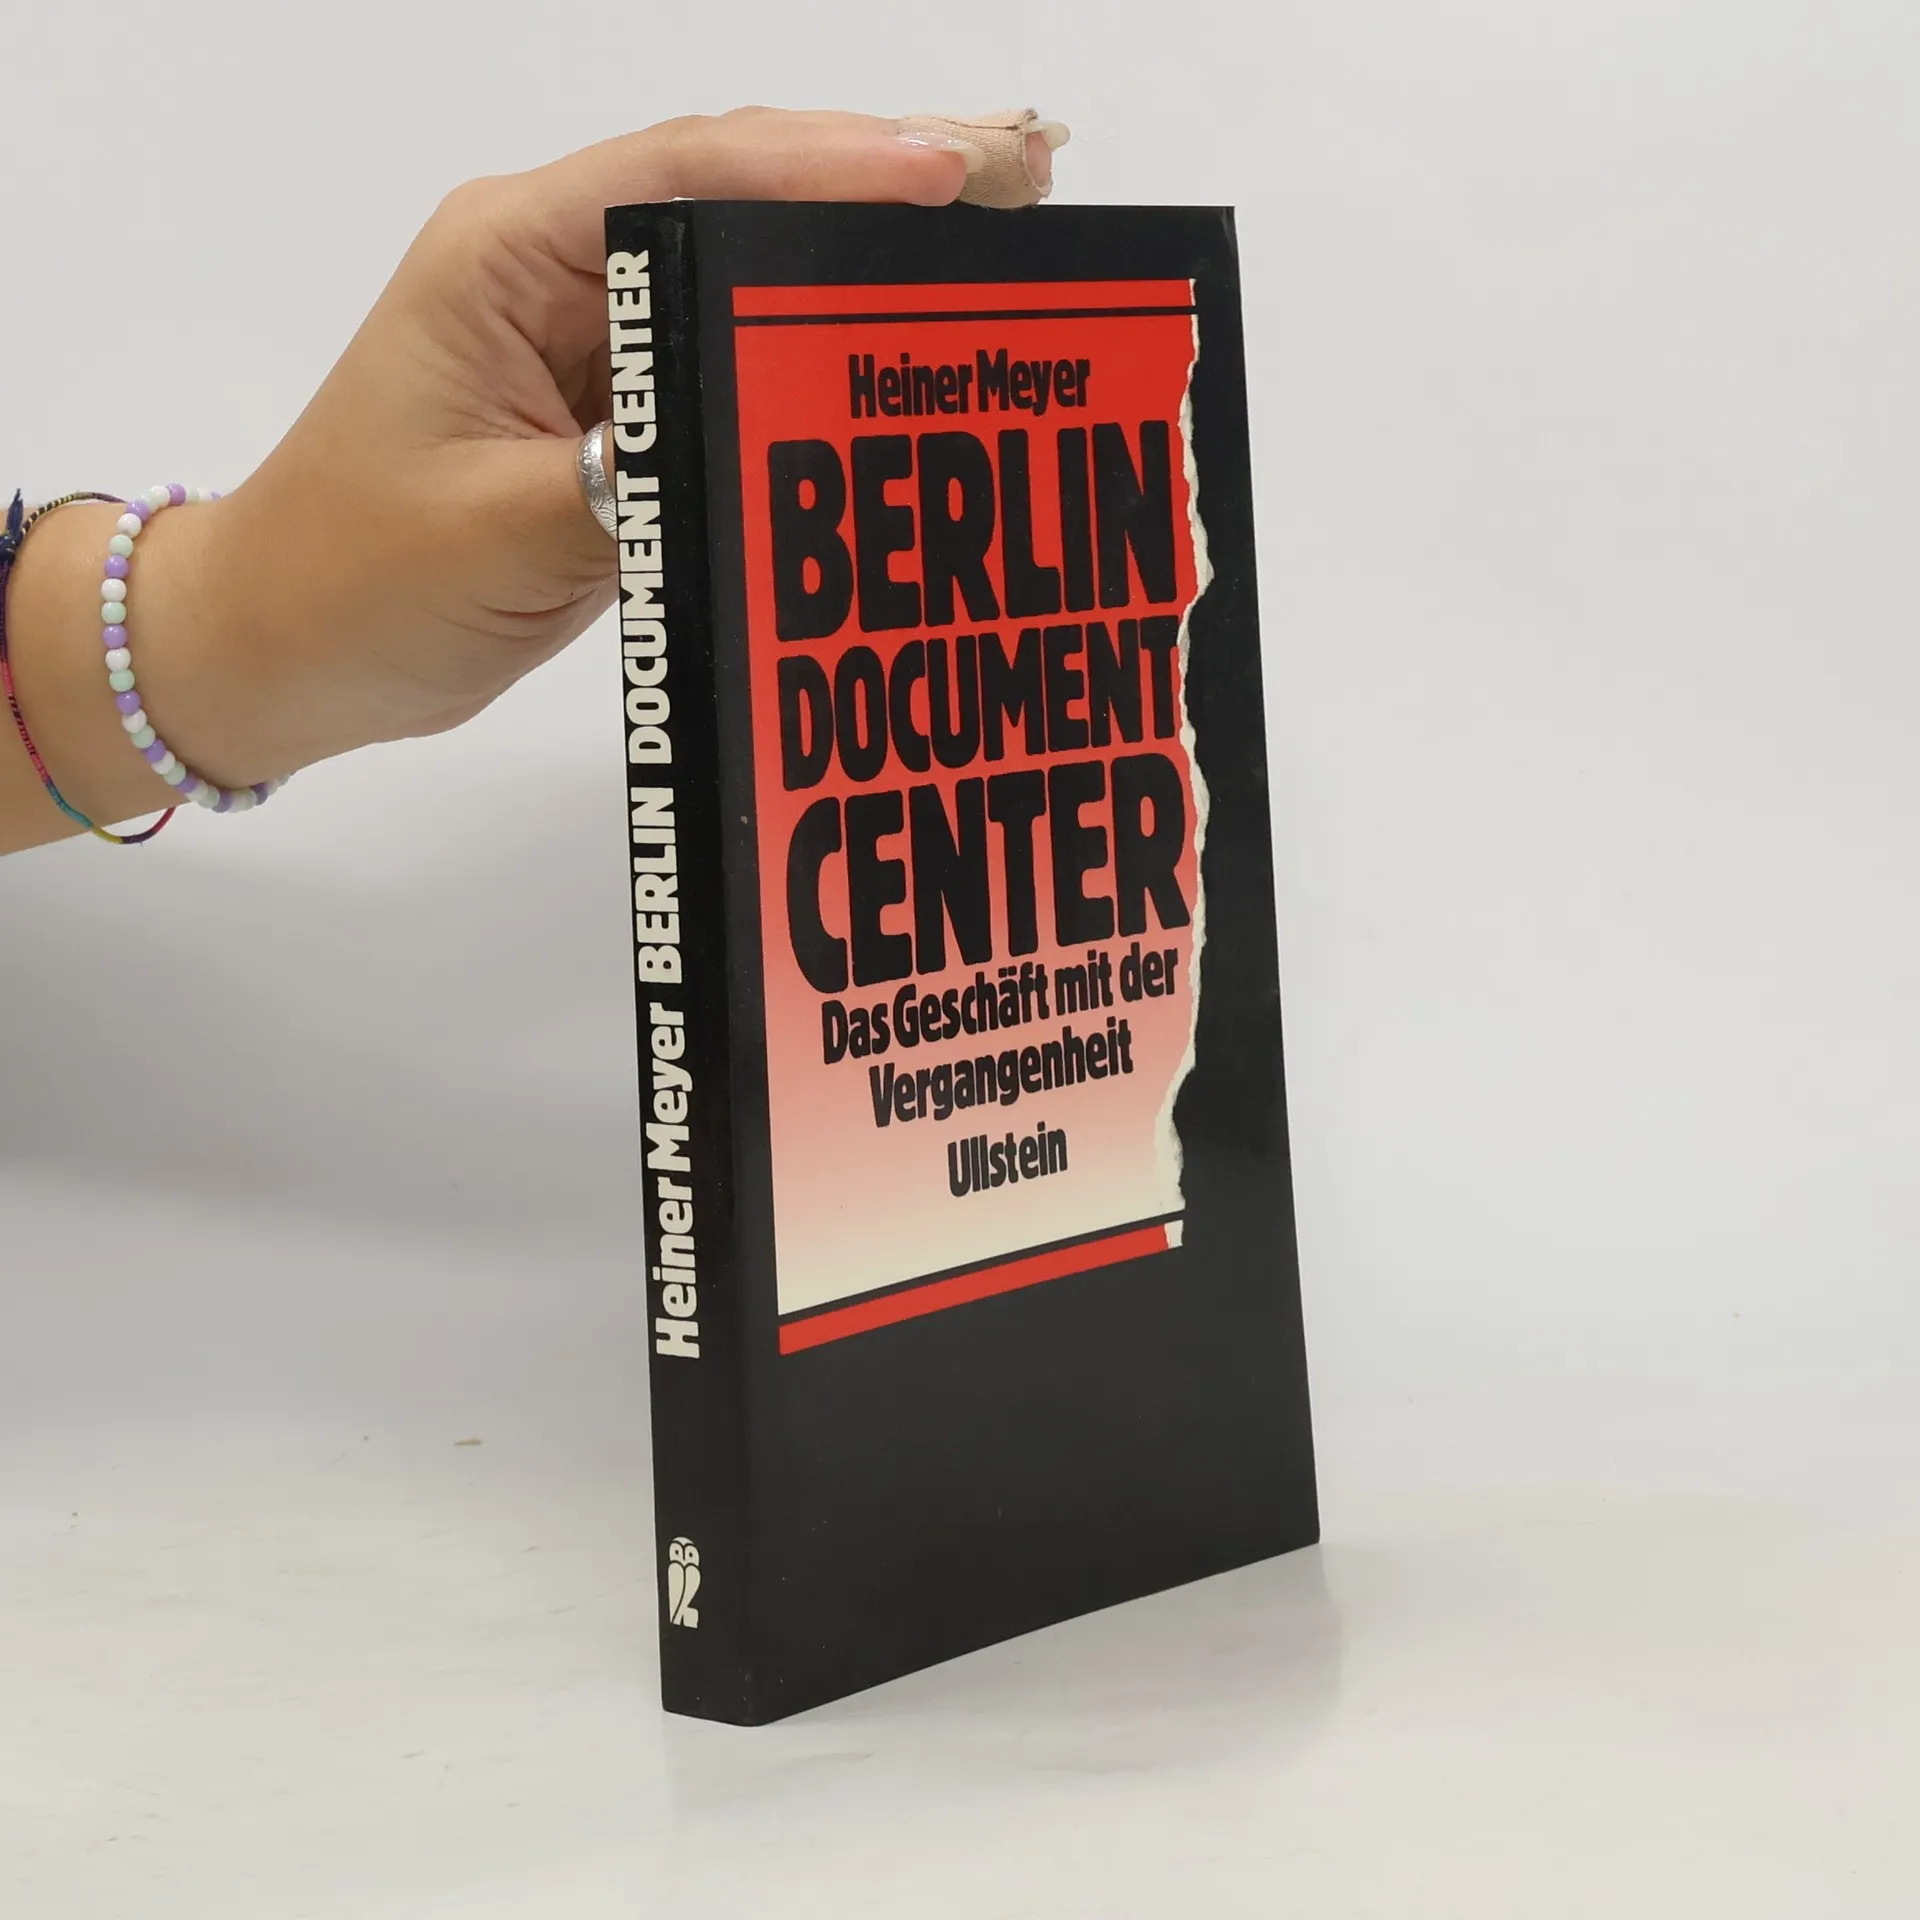 Heiner Meyer BERLIN DOCUMENT CENTER
Heiner Meyer
BERLIN
DOCUMENT
CENTER
Das Geschäft mit der
Vergangenheit
Ullstein